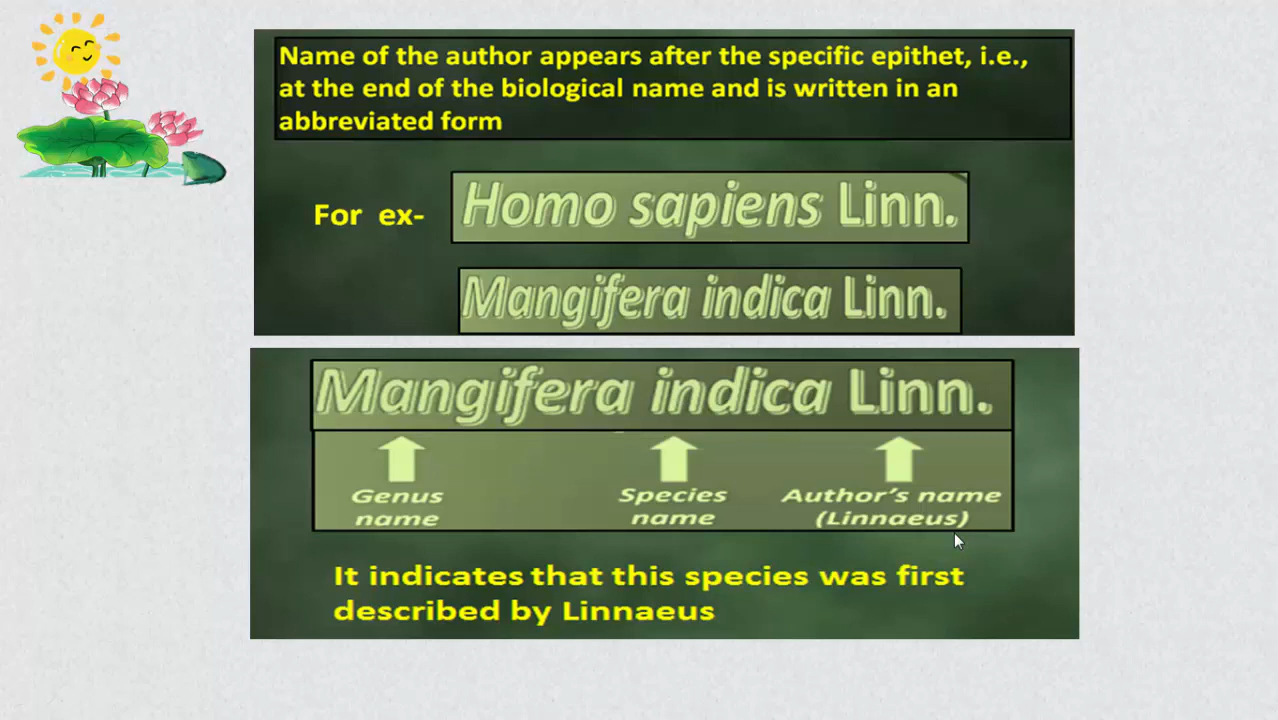 Name of the author appears after the specific epithet, i.e.,
at the end of the biological name and is written in an
abbreviated form
For ex-
Homo sapiens Linn.
Mangifera indica Linn.
Mangifera indica Linn.
Genus name
Species name
Author's name (Linnaeus)
It indicates that this species was first
described by Linnaeus